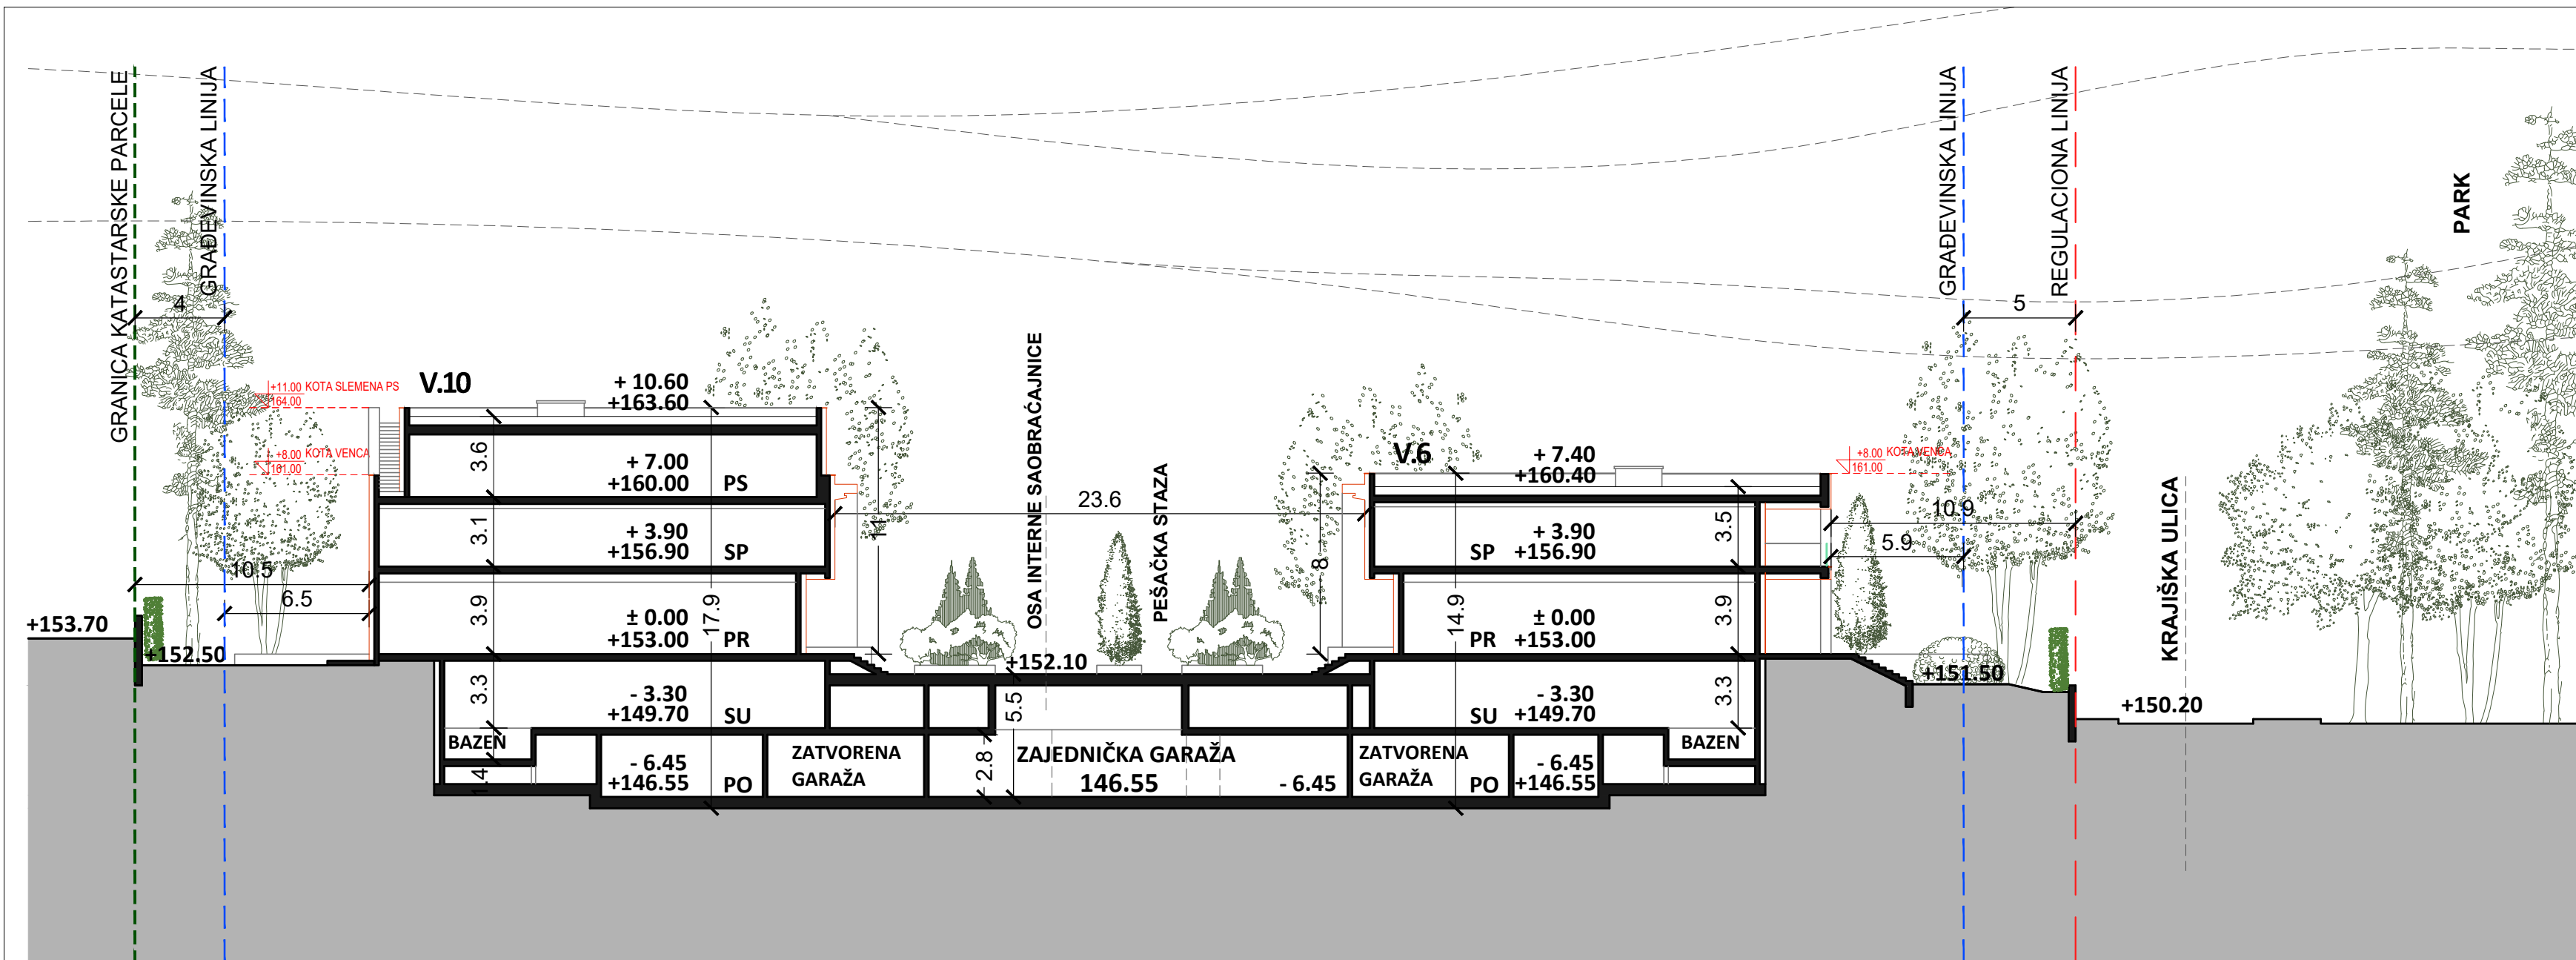 GRANICA KATASTARSKE PARCELE
GRAĐEVINSKA LINIJA
4
+11.00 KOTA SLEMENA PS
164.00
+8.00 KOTA VENCA
161.00
10.5
6.5
+153.70
+152.50
V.10
+ 10.60
+163.60
3.6
+ 7.00
+160.00 PS
3.1
+ 3.90
+156.90 SP
3.9
± 0.00
+153.00 PR
17.9
3.3
- 3.30
+149.70 SU
BAZEN
1.4
- 6.45
+146.55 PO
ZATVORENA
GARAŽA
11
23.6
OSA INTERNE SAOBRAĆAJNICE
PEŠAČKA STAZA
+152.10
5.5
2.8
ZAJEDNIČKA GARAŽA
146.55
- 6.45
8
V.6
+ 7.40
+160.40
3.5
+ 3.90
SP +156.90
14.9
3.9
± 0.00
PR +153.00
3.3
- 3.30
SU +149.70
ZATVORENA
GARAŽA PO
- 6.45
+146.55
BAZEN
+8.00 KOTA VENCA
161.00
10.9
5.9
GRAĐEVINSKA LINIJA
REGULACIONA LINIJA
5
+151.50
+150.20
KRAJIŠKA ULICA
PARK